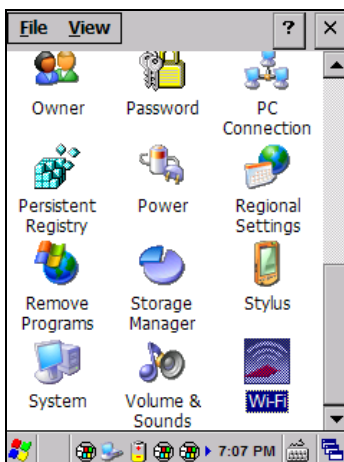 File View ? ×
Owner Password PC
Connection
Persistent Power Regional
Registry Settings
Remove Storage Stylus
Programs Manager
System Volume & Wi-Fi
Sounds
7:07 PM